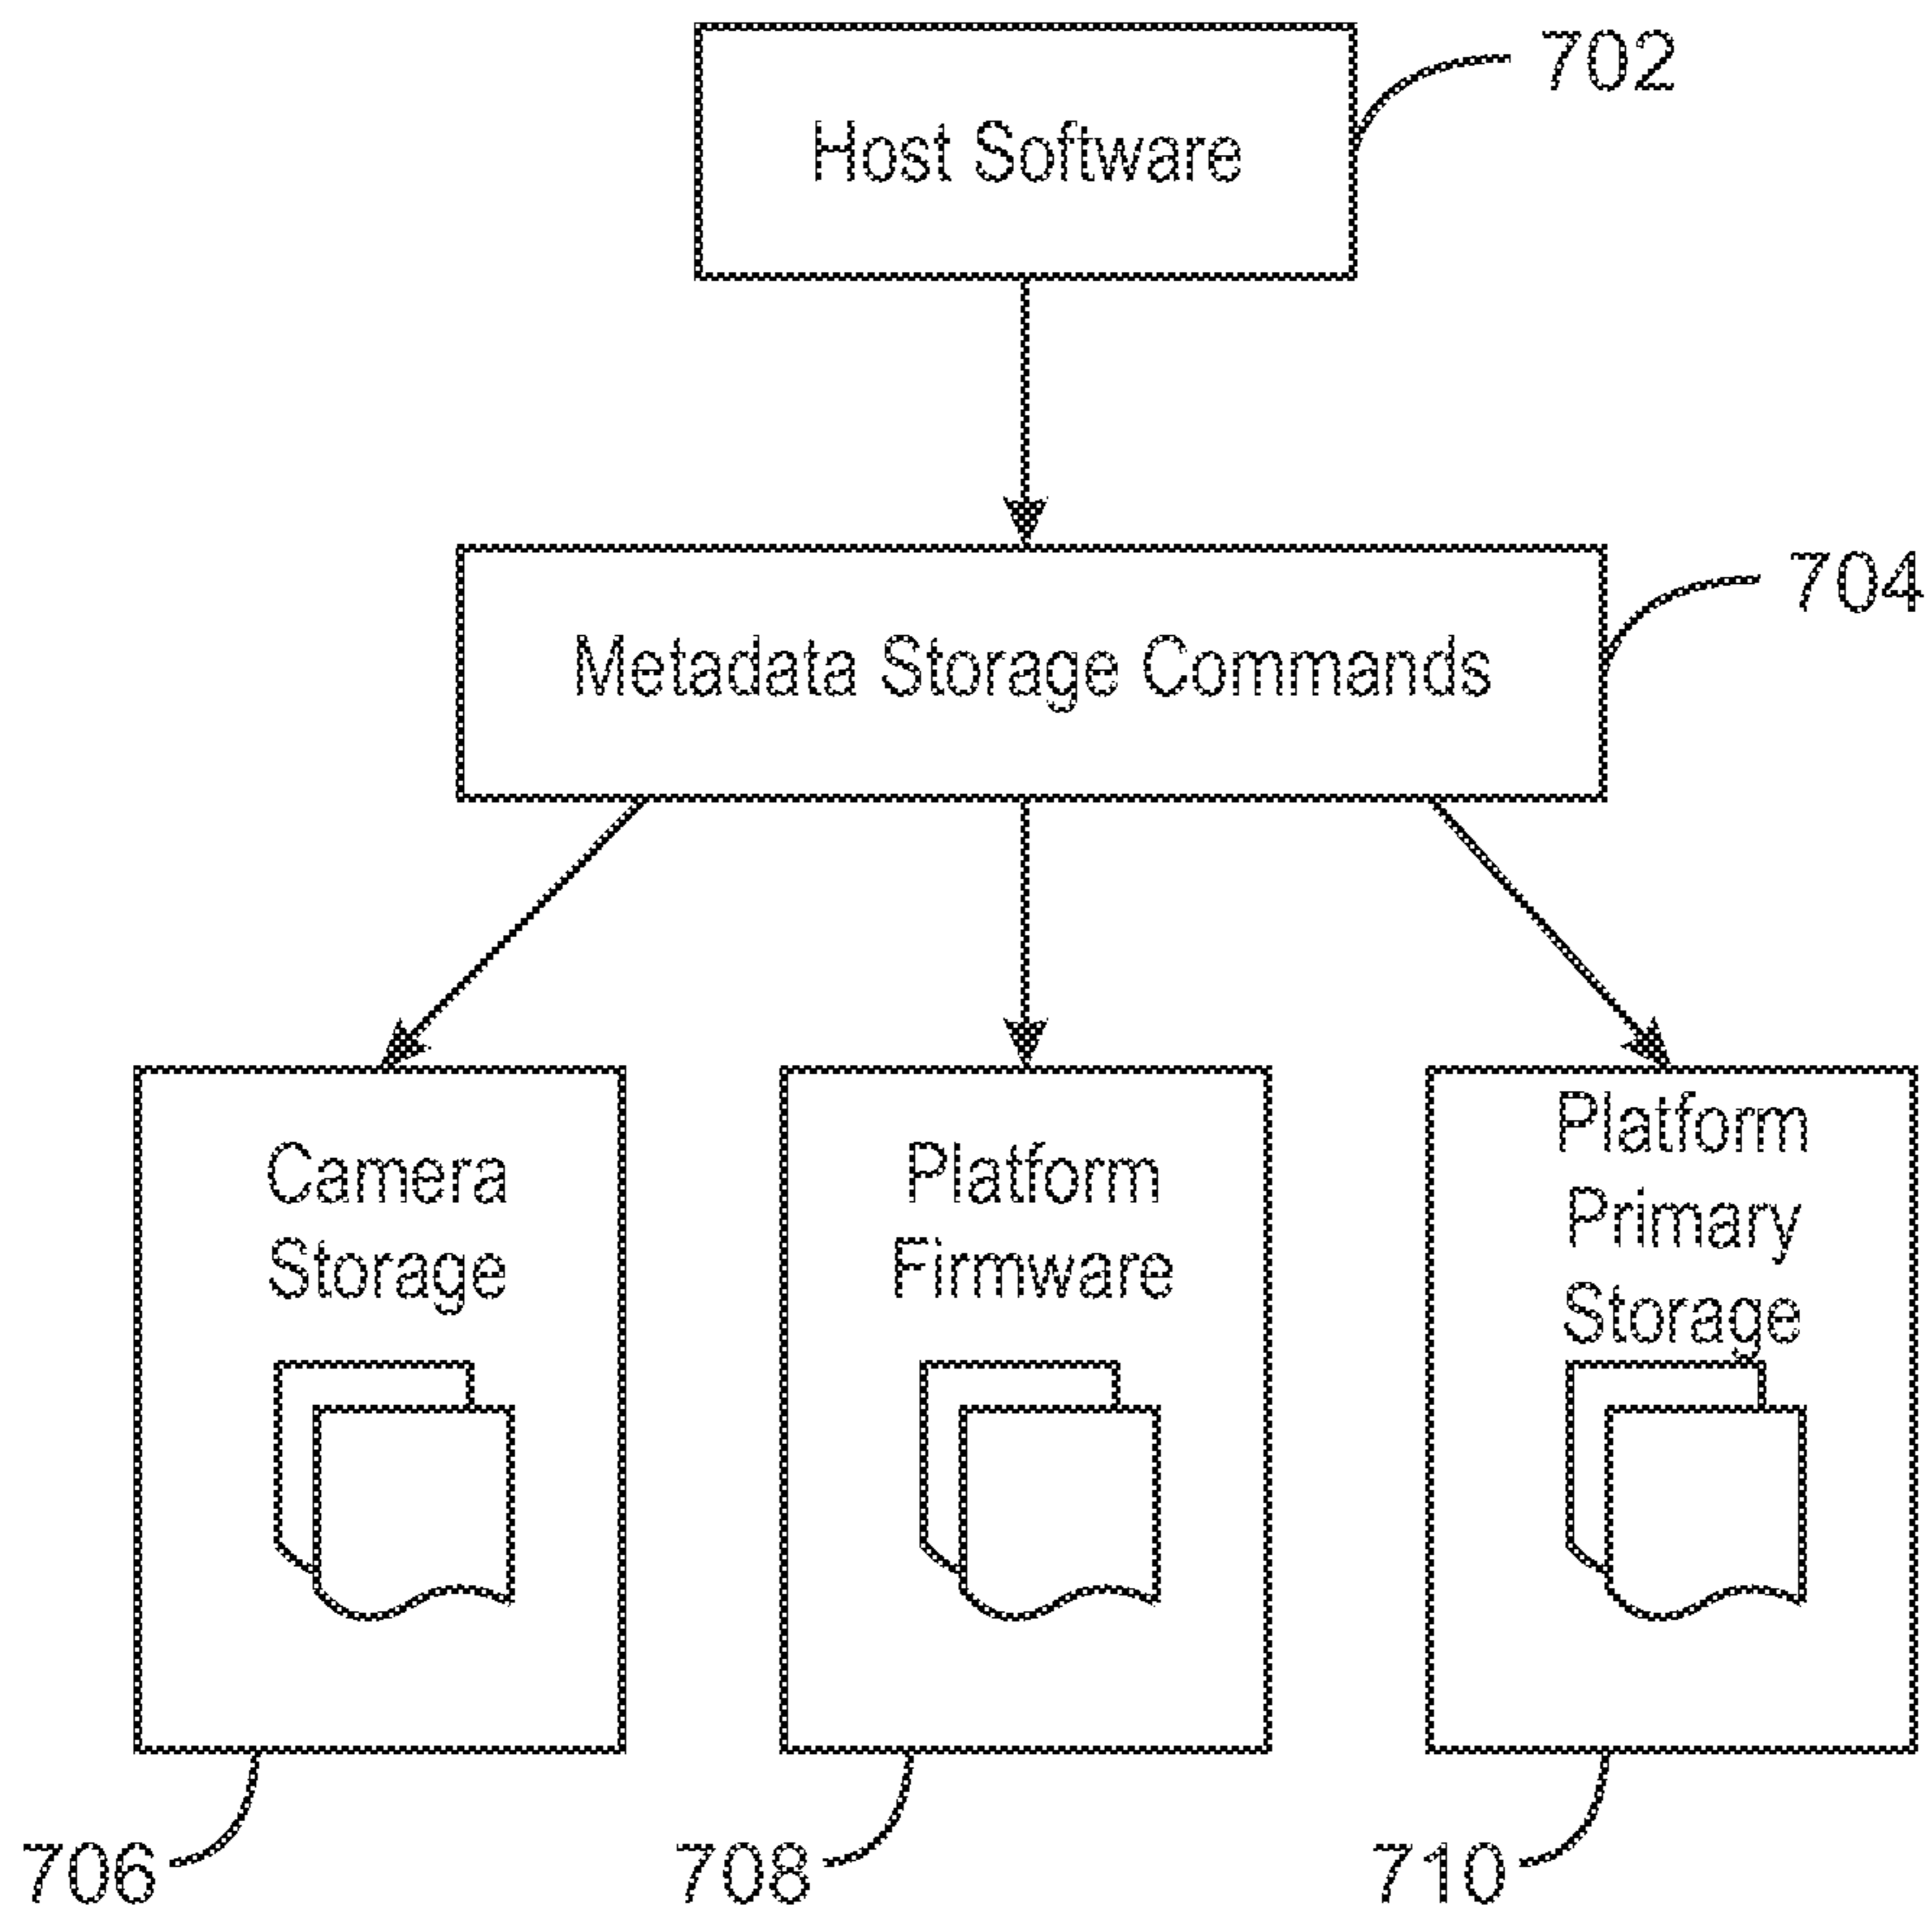 702
Host Software
704
Metadata Storage Commands
Camera
Storage
Platform
Firmware
Platform
Primary
Storage
706
708
710